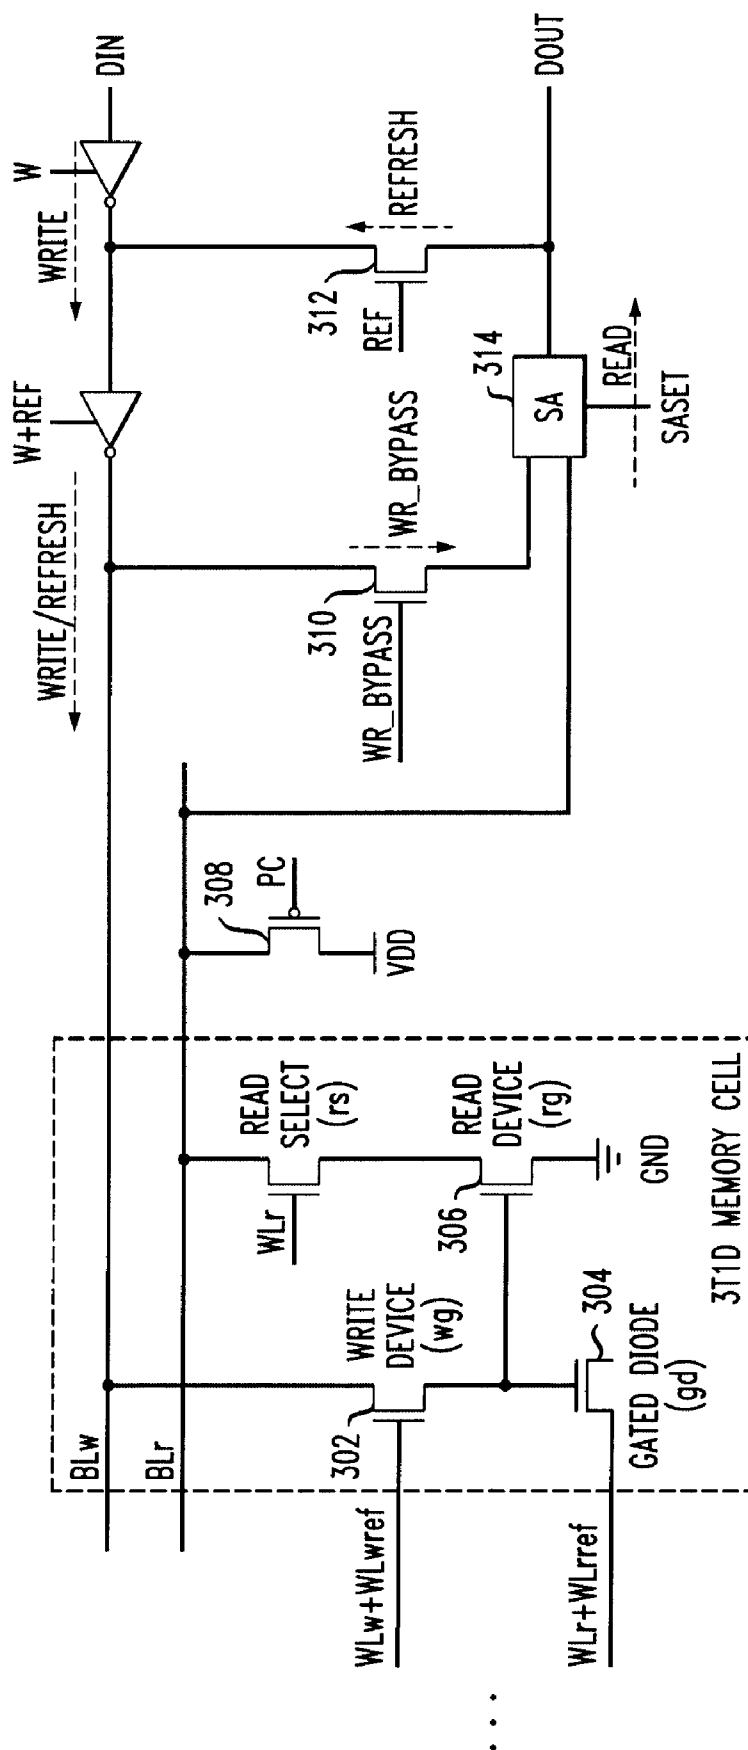 BLw
BLr
WRITE/REFRESH
W+REF
WRITE
W
DIN
WLw+WLwref
302
WRITE
DEVICE
(wg)
WLr
READ
SELECT
(rs)
308
PC
VDD
WR_BYPASS
310
WR_BYPASS
REF
312
REFRESH
306
READ
DEVICE
(rg)
GND
SA
314
READ
SASET
DOUT
WLr+WLrref
GATED DIODE
(gd)
304
3T1D MEMORY CELL